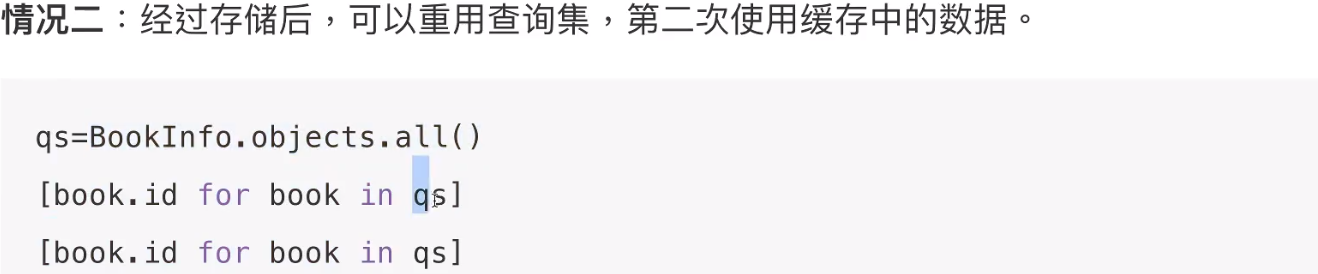 情况二：经过存储后，可以重用查询集，第二次使用缓存中的数据。
qs=BookInfo.objects.all()
[book.id for book in qs]
[book.id for book in qs]